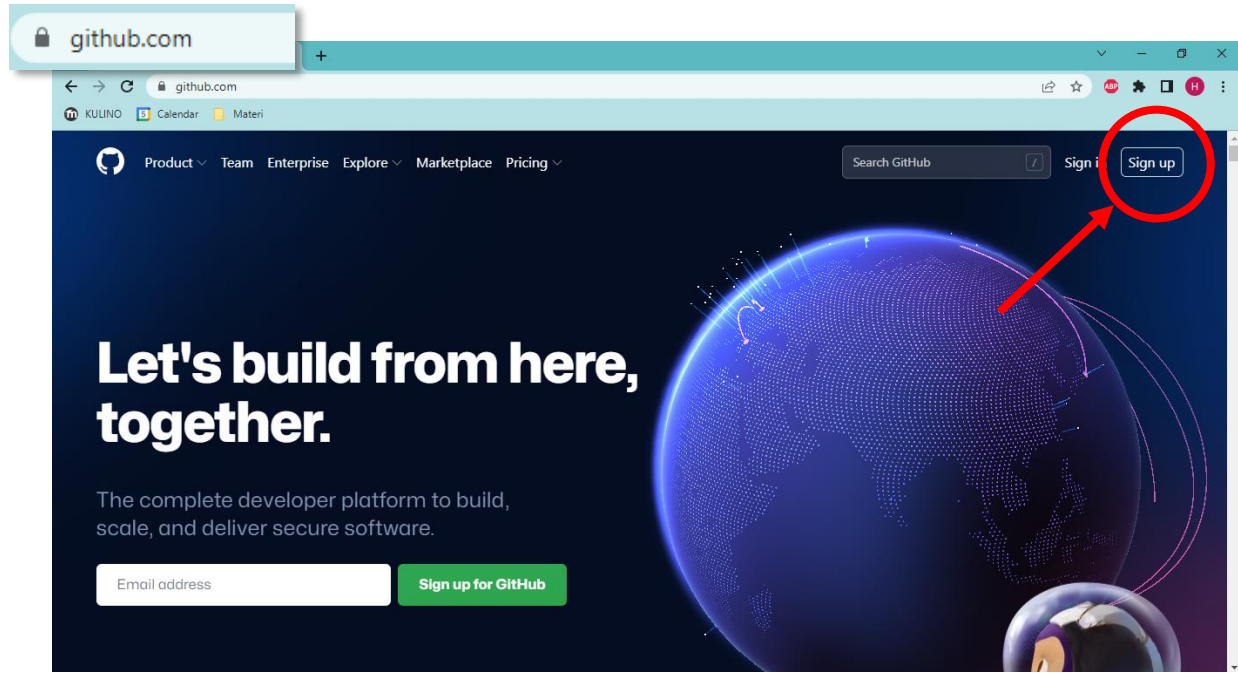 github.com
github.com
KULINO 5 Calendar Materi
ABP
H
Product Team Enterprise Explore Marketplace Pricing
Search GitHub /
Sign i
Sign up
Let's build from here,
together.
The complete developer platform to build,
scale, and deliver secure software.
Email address
Sign up for GitHub